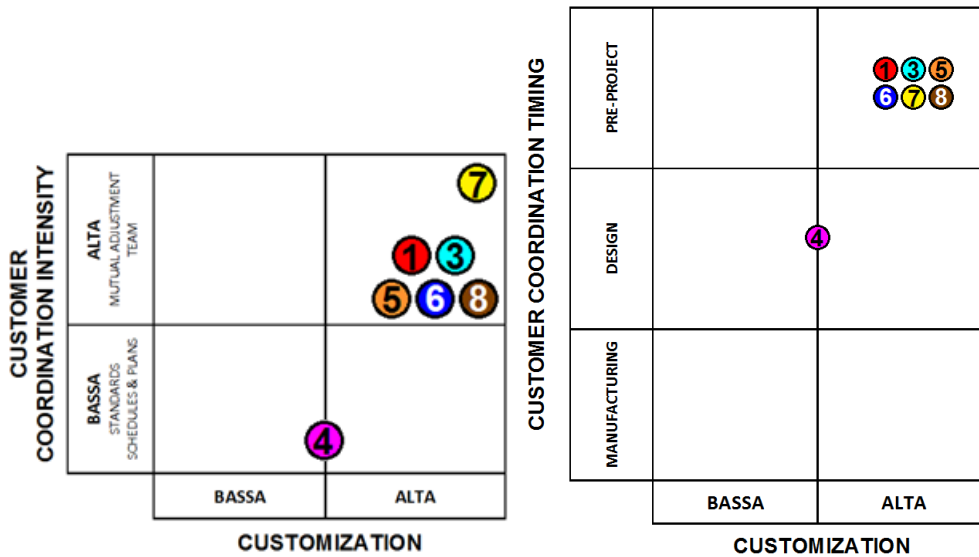 CUSTOMER
COORDINATION INTENSITY
ALTA
MUTUAL ADJUSTMENT
TEAM
BASSA
STANDARDS
SCHEDULES & PLANS
7
1 3
5 6 8
4
BASSA ALTA
CUSTOMIZATION
CUSTOMER COORDINATION TIMING
PRE-PROJECT
DESIGN
MANUFACTURING
1 3 5
6 7 8
4
BASSA ALTA
CUSTOMIZATION